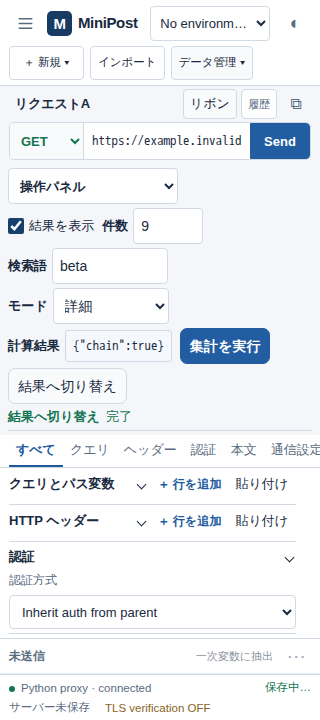 M MiniPost No environm…
+ 新規 ▾ インポート データ管理 ▾
リクエストA リボン 履歴
GET https://example.invalid Send
操作パネル
結果を表示 件数 9
検索語 beta
モード 詳細
計算結果 {"chain":true} 集計を実行
結果へ切り替え
結果へ切り替え 完了
すべて クエリ ヘッダー 認証 本文 通信設定
クエリとパス変数 + 行を追加 貼り付け
HTTP ヘッダー + 行を追加 貼り付け
認証
認証方式
Inherit auth from parent
未送信 一次変数に抽出 ···
Python proxy · connected 保存中…
サーバー未保存 TLS verification OFF